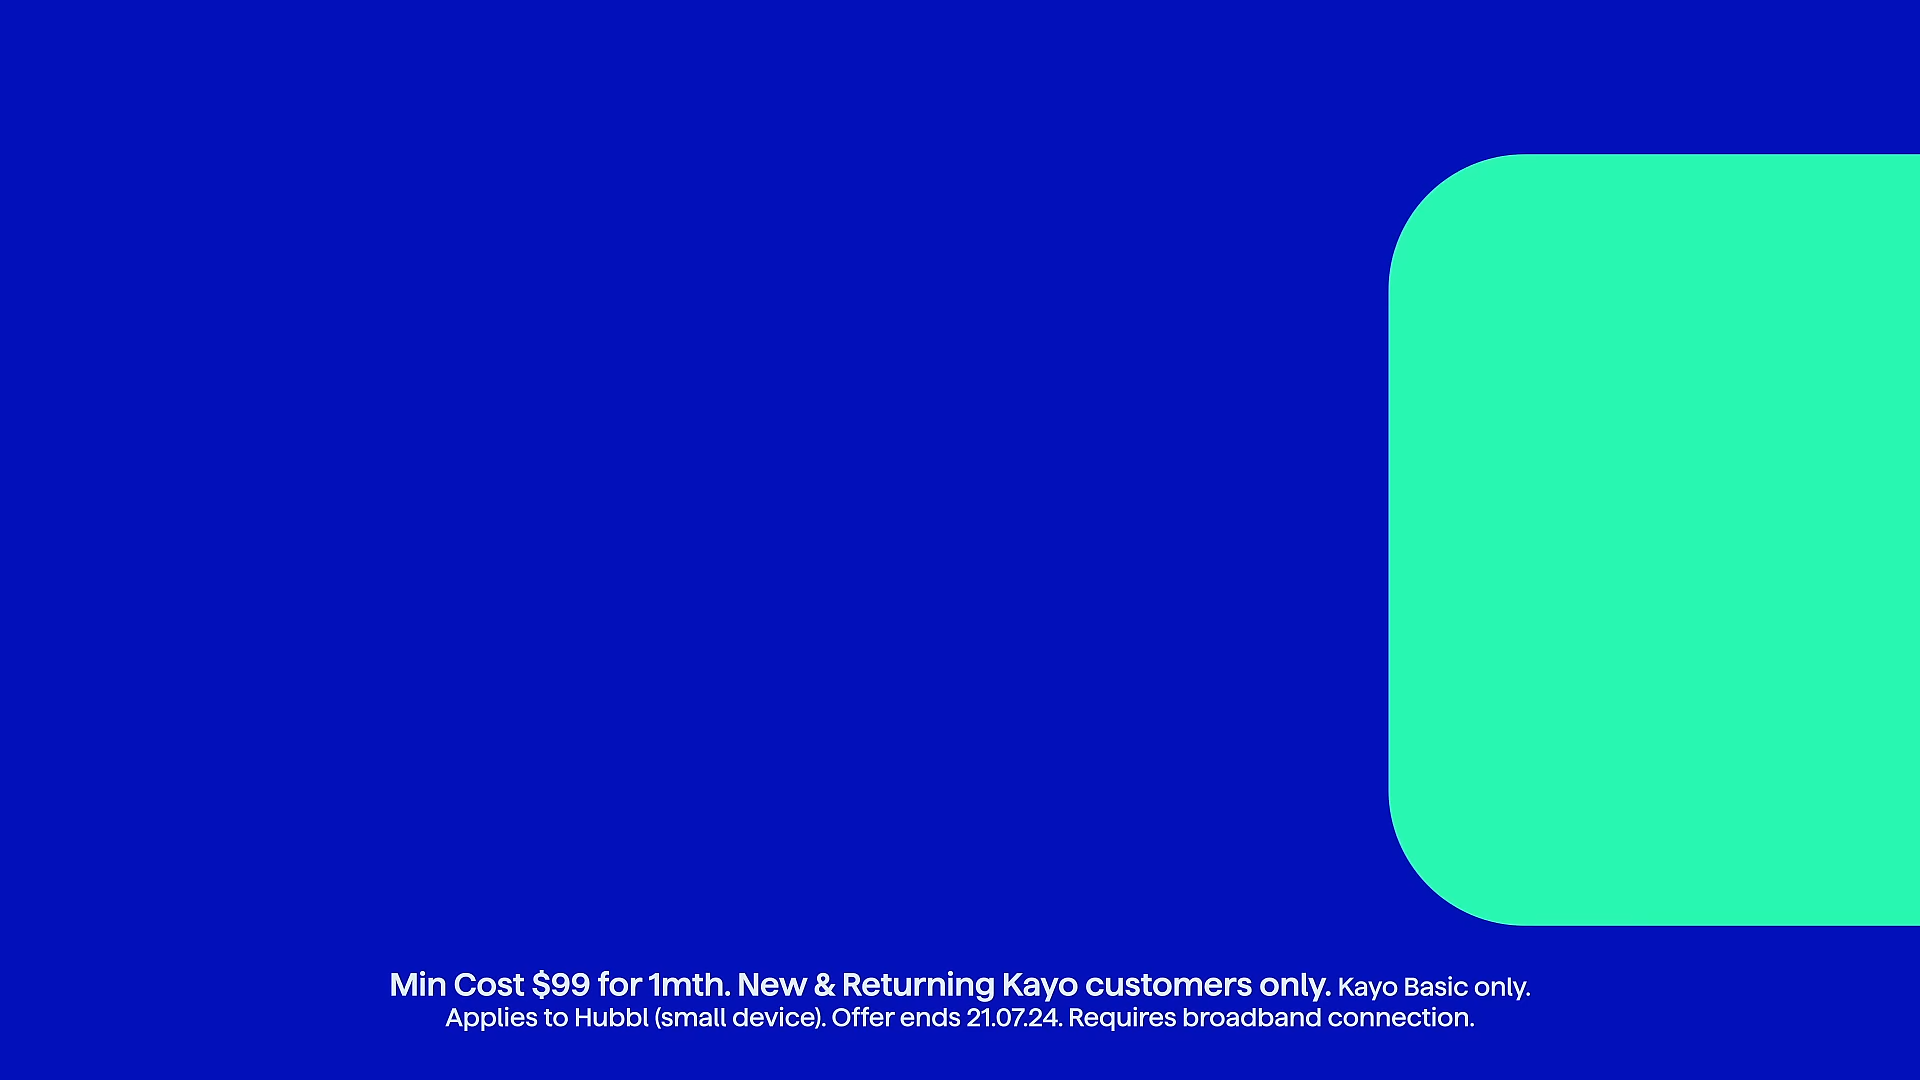 Min Cost $99 for 1mth. New & Returning Kayo customers only. Kayo Basic only.
Applies to Hubbl (small device). Offer ends 21.07.24. Requires broadband connection.